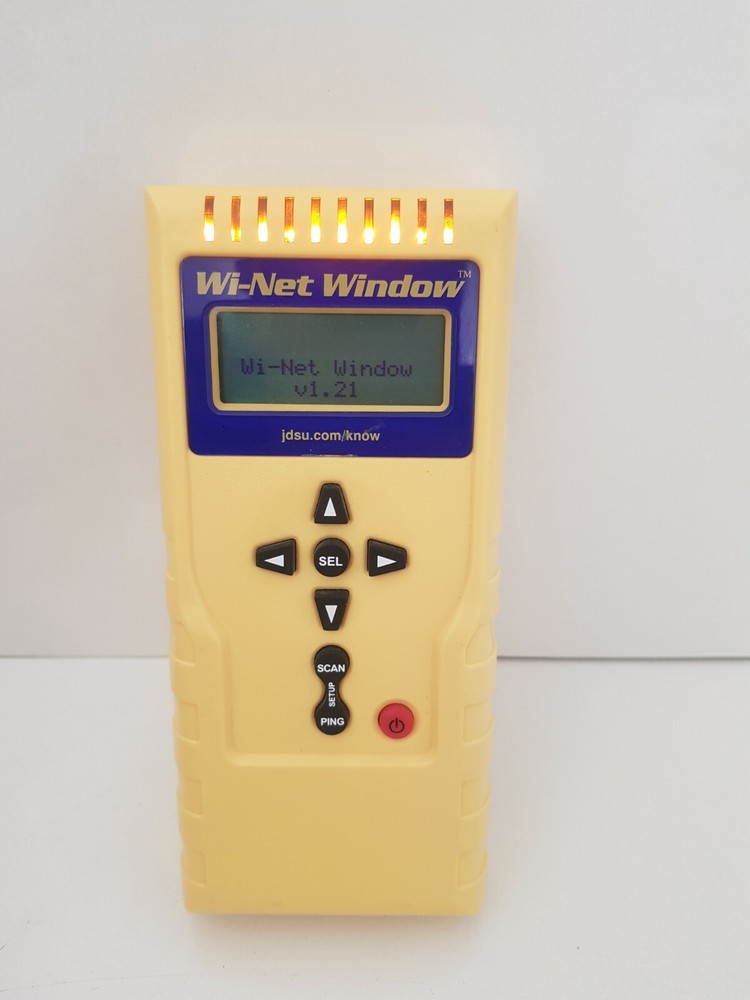 Wi-Net Window™
Wi-Net Window
v1.21
jdsu.com/know
SEL
SCAN
SETUP
PING